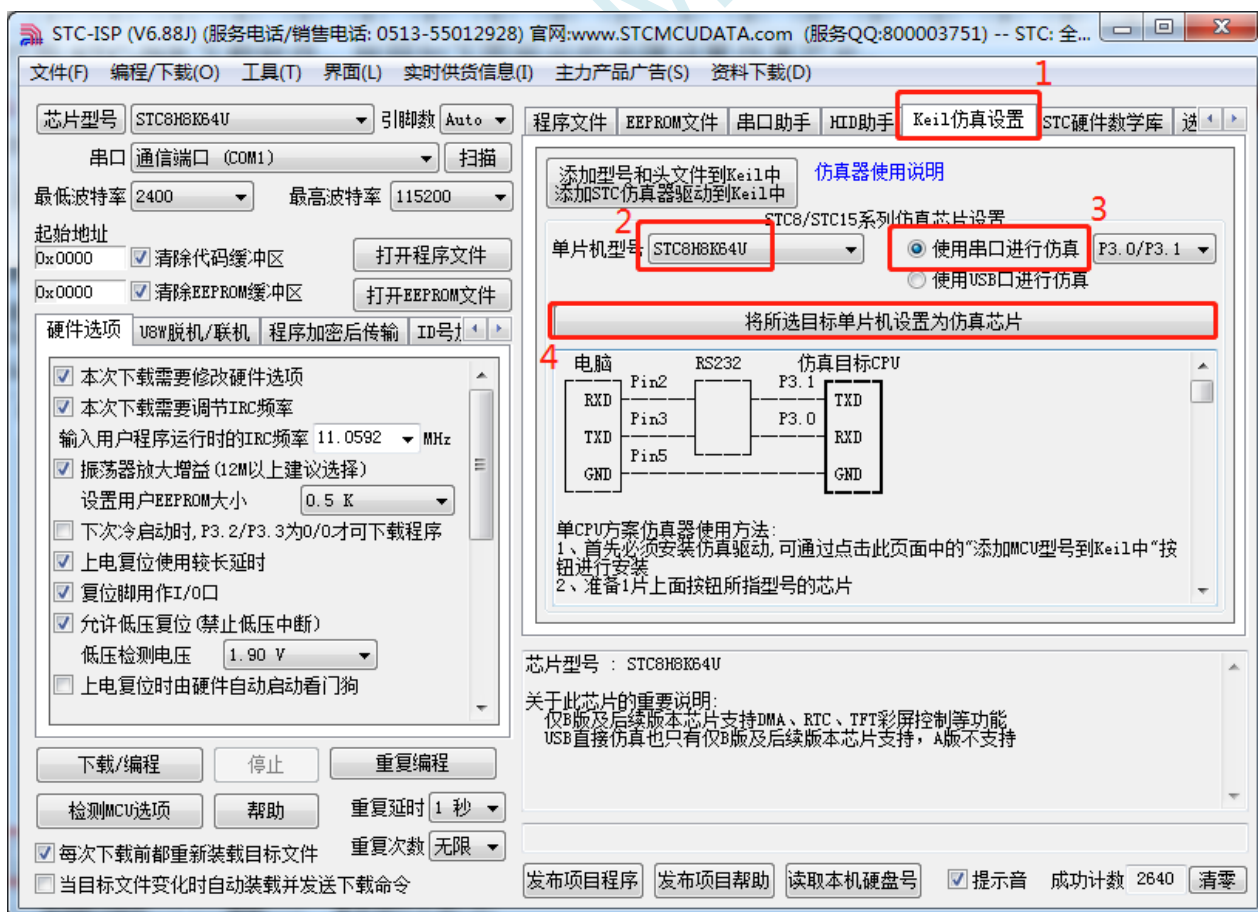 STC-ISP (V6.88J) (服务电话/销售电话: 0513-55012928) 官网:www.STCMCUDATA.com (服务QQ:800003751) -- STC: 全...
文件(F) 编程/下载(O) 工具(T) 界面(L) 实时供货信息(I) 主力产品广告(S) 资料下载(D)
1
芯片型号 STC8H8K64U 引脚数 Auto
串口 通信端口 (COM1) 扫描
最低波特率 2400 最高波特率 115200
起始地址
0x0000 清除代码缓冲区 打开程序文件
0x0000 清除EEPROM缓冲区 打开EEPROM文件
硬件选项 U8W脱机/联机 程序加密后传输
本次下载需要修改硬件选项
本次下载需要调节IRC频率
输入用户程序运行时的IRC频率 11.0592 MHz
振荡器放大增益(12M以上建议选择)
设置用户EEPROM大小 0.5 K
下次冷启动时,P3.2/P3.3为0/0才可下载程序
上电复位使用较长延时
复位脚用作I/O口
允许低压复位(禁止低压中断)
低压检测电压 1.90 V
上电复位时由硬件自动启动看门狗
下载/编程 停止 重复编程
检测MCU选项 帮助 重复延时 1 秒
每次下载前都重新装载目标文件 重复次数 无限
当目标文件变化时自动装载并发送下载命令
程序文件 EEPROM文件 串口助手 HID助手 Keil仿真设置 STC硬件数学库
添加型号和头文件到Keil中
添加STC仿真器驱动到Keil中
仿真器使用说明
2
3
STC8/STC15系列仿真芯片设置
单片机型号 STC8H8K64U 使用串口进行仿真 P3.0/P3.1
使用USB口进行仿真
将所选目标单片机设置为仿真芯片
4
电脑 RS232 仿真目标CPU
Pin2 P3.1
RXD TXD
Pin3 P3.0
TXD RXD
Pin5
GND GND
单CPU方案仿真器使用方法:
1、首先必须安装仿真驱动,可通过点击此页面中的"添加MCU型号到Keil中"按
钮进行安装
2、准备1片上面按钮所指型号的芯片
芯片型号 : STC8H8K64U
关于此芯片的重要说明:
仅B版及后续版本芯片支持DMA、RTC、TFT彩屏控制等功能
USB直接仿真也只有仅B版及后续版本芯片支持,A版不支持
发布项目程序 发布项目帮助 读取本机硬盘号 提示音 成功计数 2640 清零